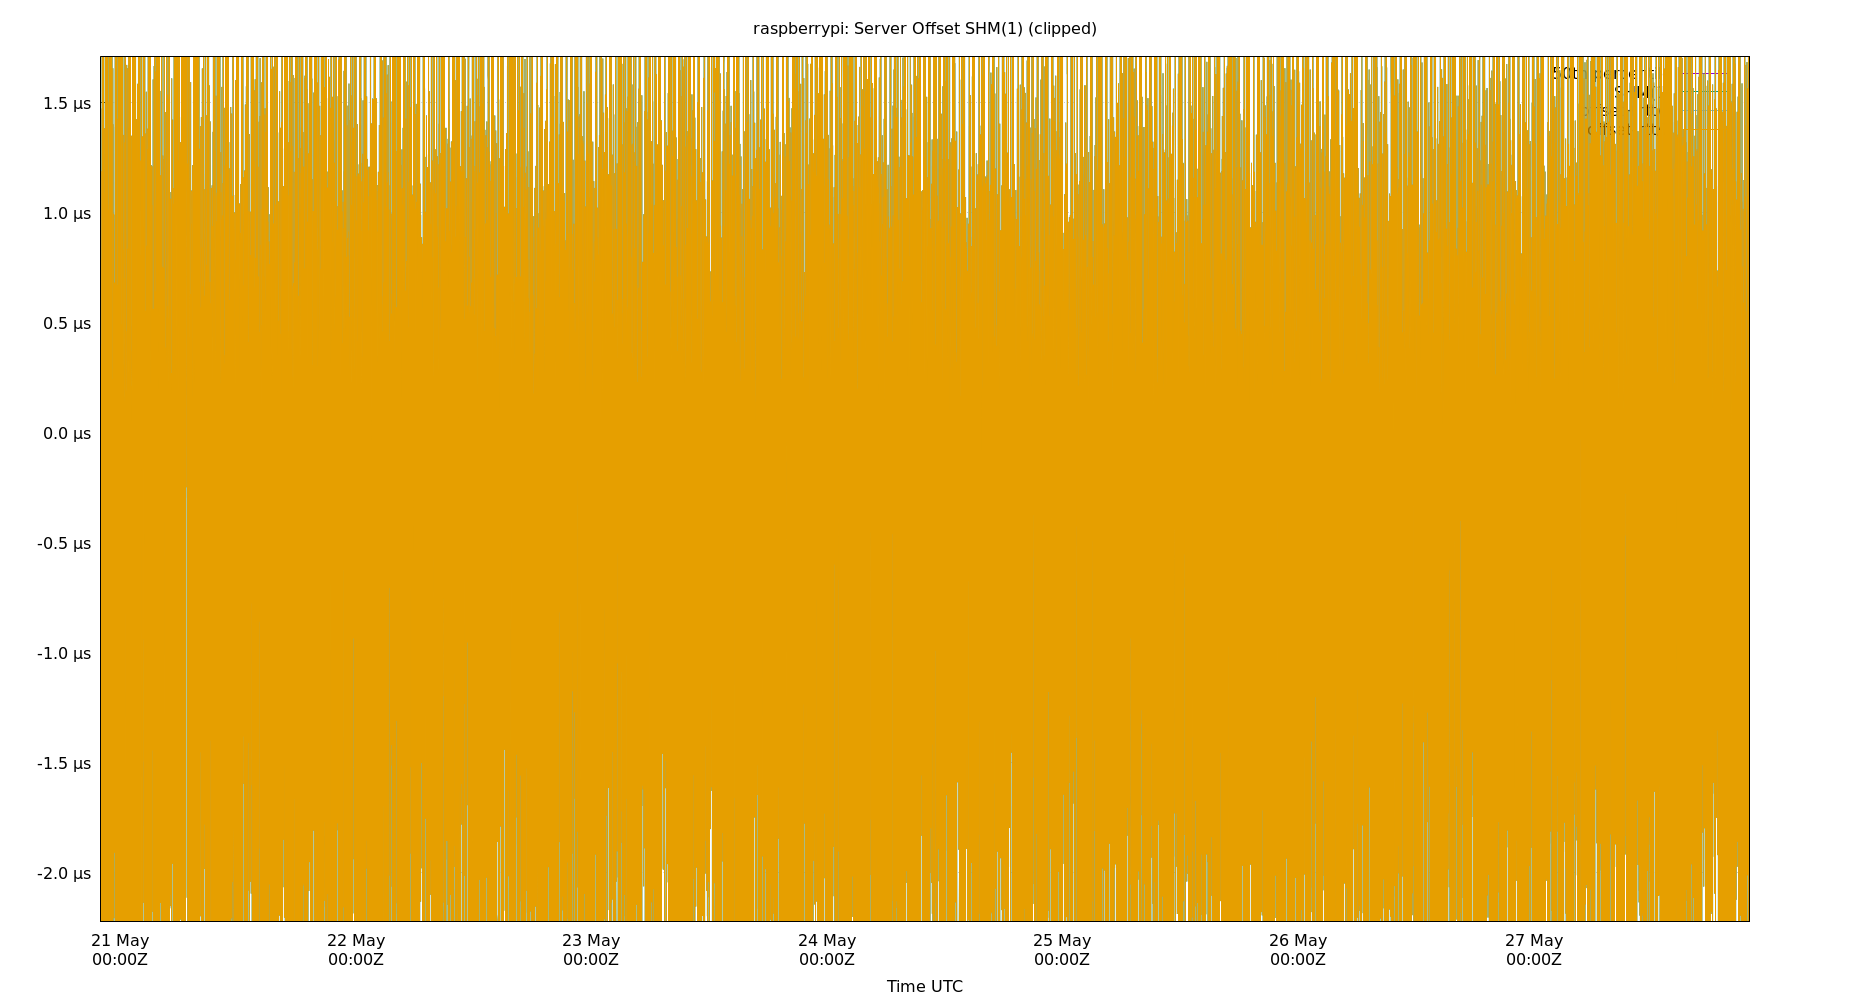 raspberrypi: Server Offset SHM(1) (clipped)
1.5 µs
1.0 µs
0.5 µs
0.0 µs
-0.5 µs
-1.0 µs
-1.5 µs
-2.0 µs
21 May 22 May 23 May 24 May 25 May 26 May 27 May
00:00Z 00:00Z 00:00Z 00:00Z 00:00Z 00:00Z 00:00Z
Time UTC